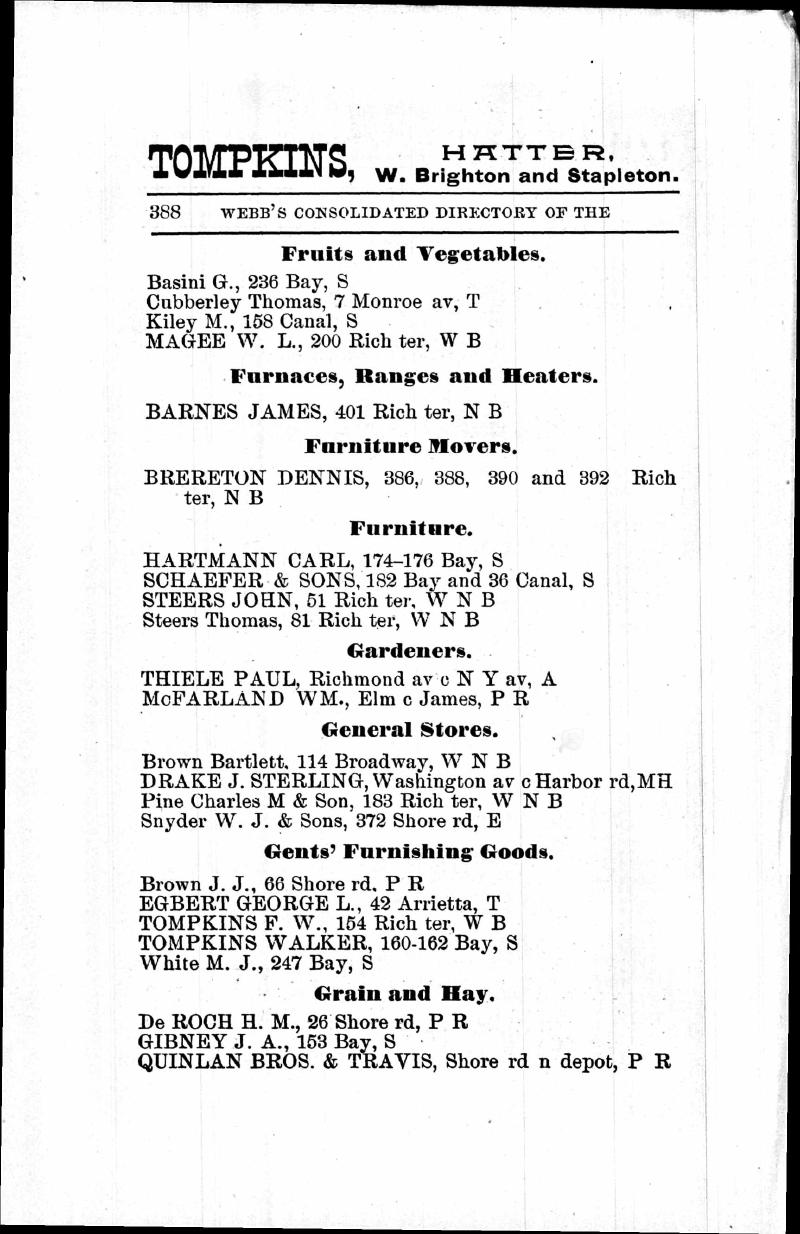 TOMPKINS, HATTER,
W. Brighton and Stapleton.
388 WEBB'S CONSOLIDATED DIRECTORY OF THE
Fruits and Vegetables.
Basini G., 236 Bay, S
Cubberley Thomas, 7 Monroe av, T
Kiley M., 158 Canal, S
MAGEE W. L., 200 Rich ter, W B
Furnaces, Ranges and Heaters.
BARNES JAMES, 401 Rich ter, N B
Furniture Movers.
BRERETON DENNIS, 386, 388, 390 and 392 Rich
ter, N B
Furniture.
HARTMANN CARL, 174–176 Bay, S
SCHAEFER & SONS, 182 Bay and 36 Canal, S
STEERS JOHN, 51 Rich ter, W N B
Steers Thomas, 81 Rich ter, W N B
Gardeners.
THIELE PAUL, Richmond av c N Y av, A
McFARLAND WM., Elm c James, P R
General Stores.
Brown Bartlett, 114 Broadway, W N B
DRAKE J. STERLING, Washington av c Harbor rd, MH
Pine Charles M & Son, 183 Rich ter, W N B
Snyder W. J. & Sons, 372 Shore rd, E
Gents' Furnishing Goods.
Brown J. J., 66 Shore rd. P R
EGBERT GEORGE L., 42 Arrietta, T
TOMPKINS F. W., 154 Rich ter, W B
TOMPKINS WALKER, 160-162 Bay, S
White M. J., 247 Bay, S
Grain and Hay.
De ROCH H. M., 26 Shore rd, P R
GIBNEY J. A., 153 Bay, S
QUINLAN BROS. & TRAVIS, Shore rd n depot, P R